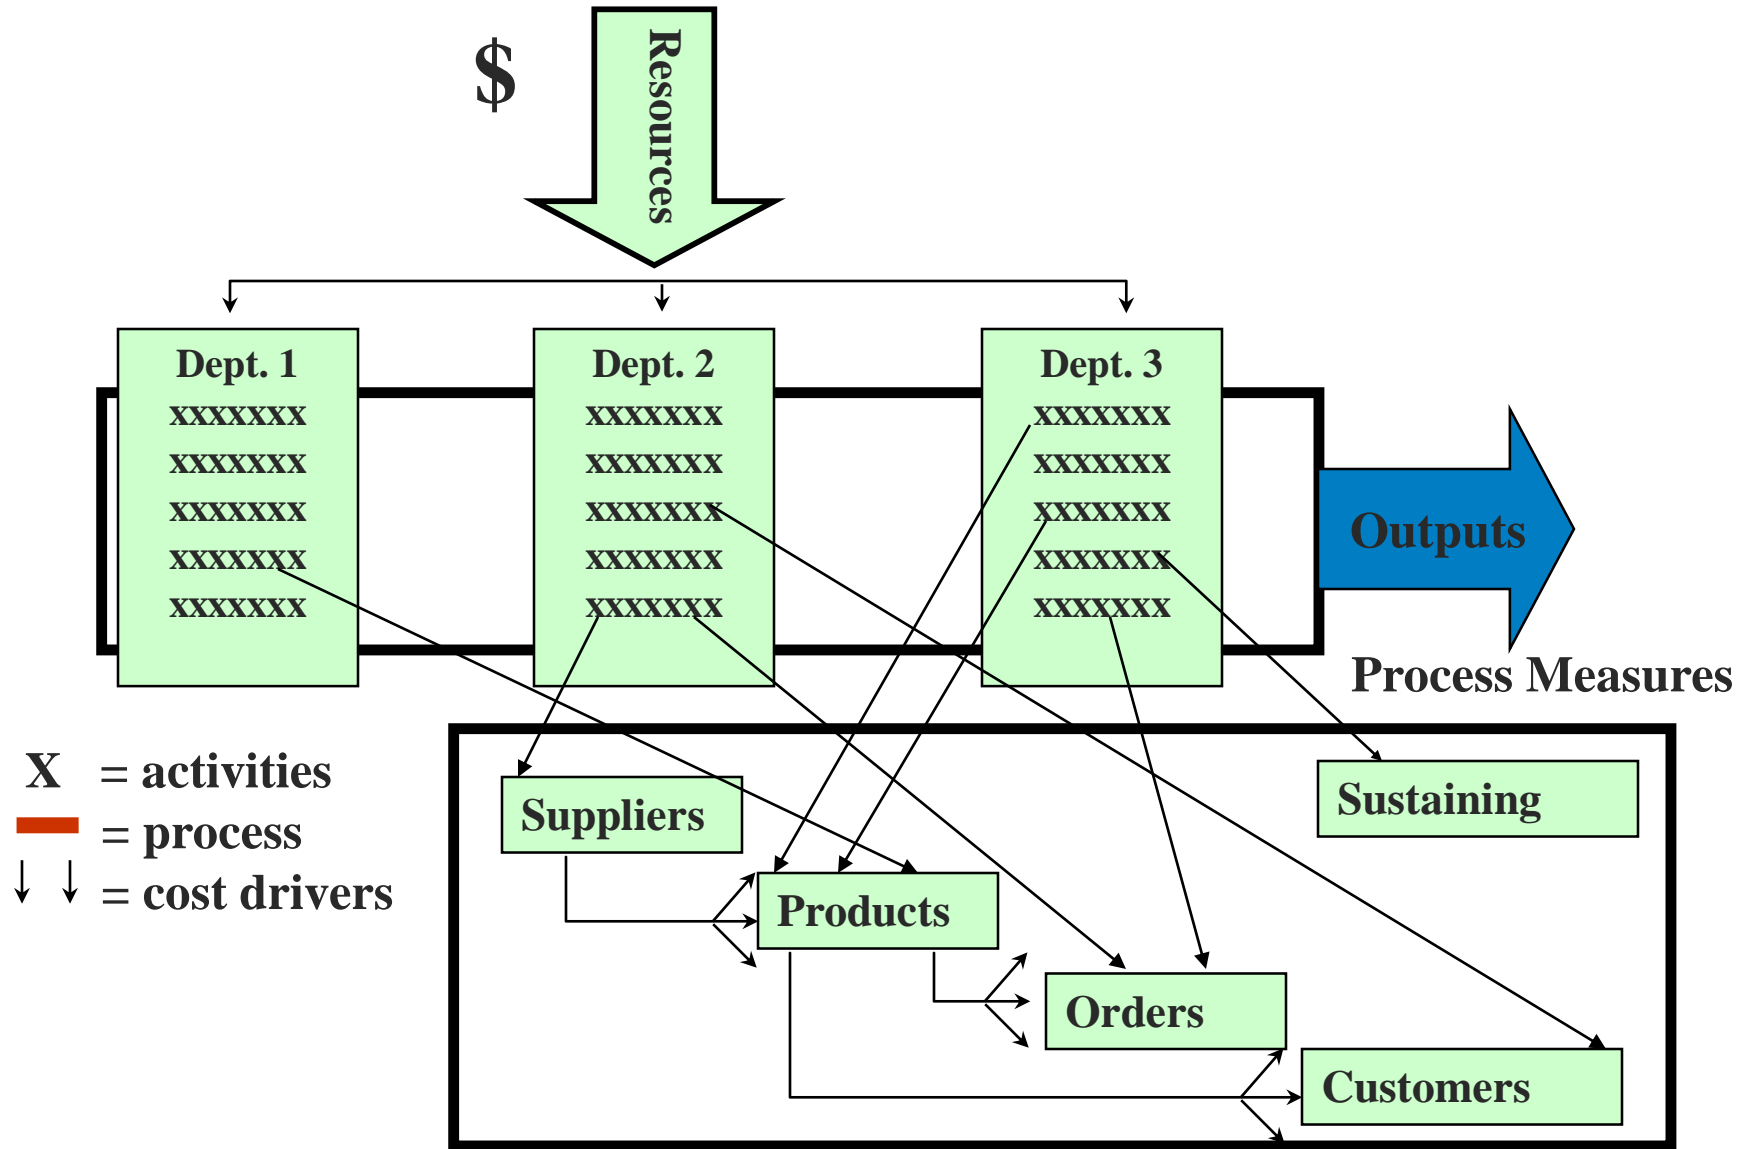 $
Resources
Dept. 1
xxxxxxx
xxxxxxx
xxxxxxx
xxxxxxx
xxxxxxx
Dept. 2
xxxxxxx
xxxxxxx
xxxxxxx
xxxxxxx
xxxxxxx
Dept. 3
xxxxxxx
xxxxxxx
xxxxxxx
xxxxxxx
xxxxxxx
Outputs
Process Measures
X = activities
= process
= cost drivers
Suppliers
Sustaining
Products
Orders
Customers